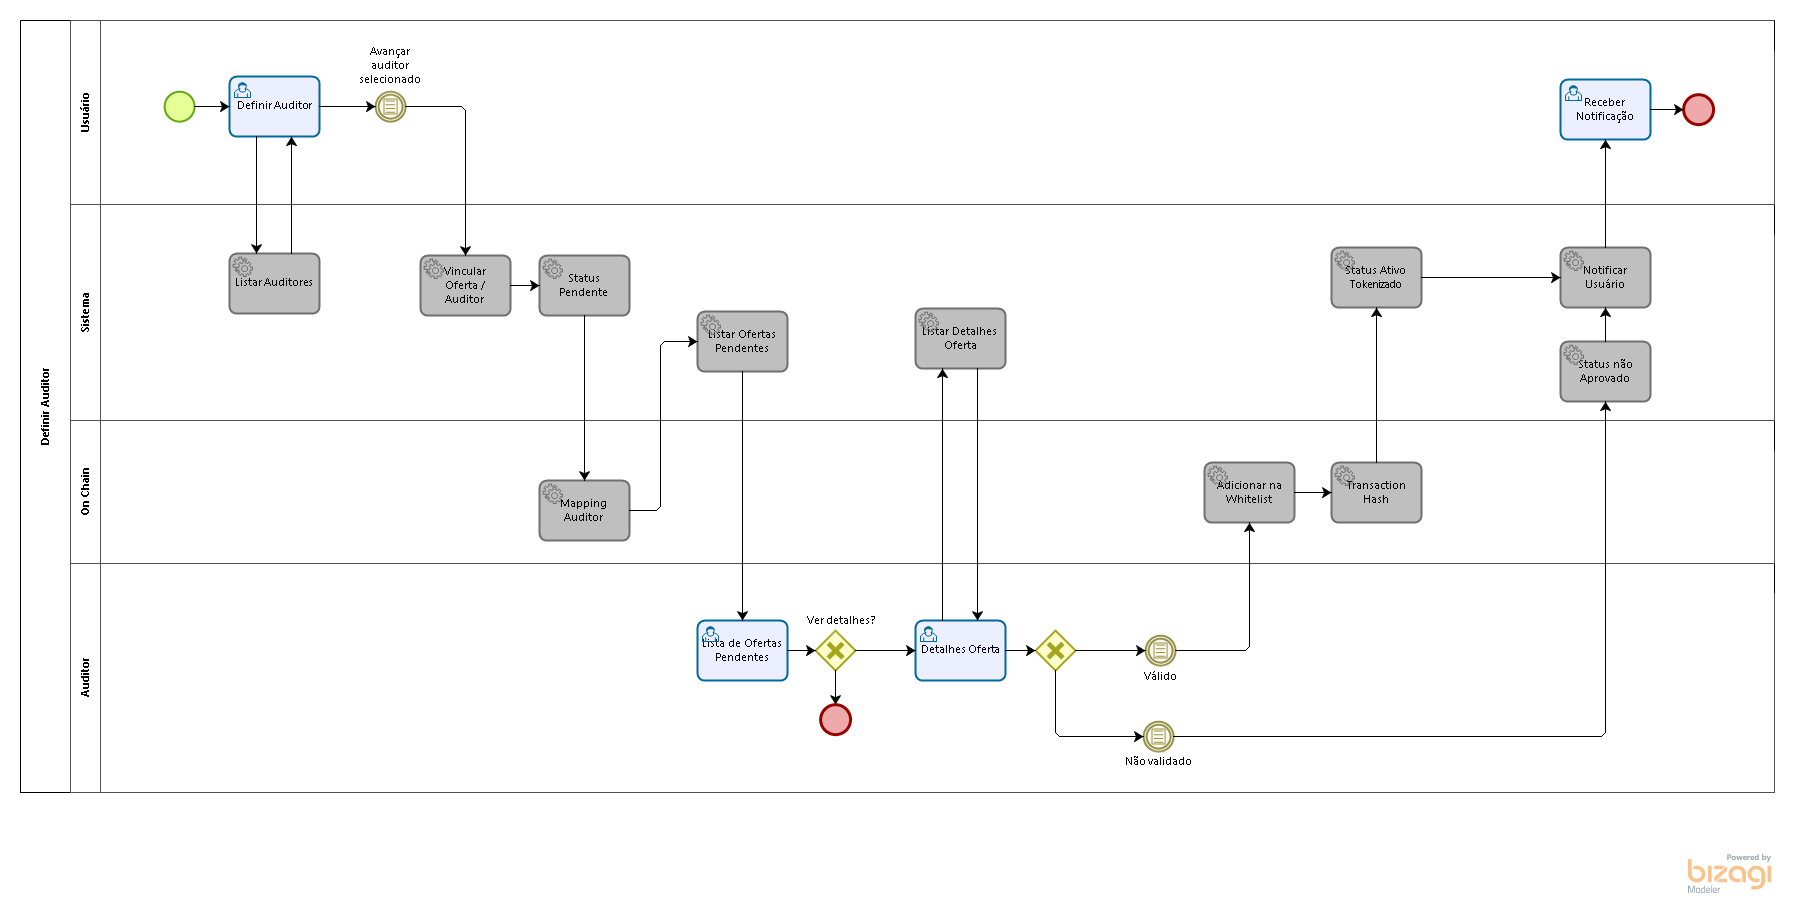 Definir Auditor
Usuário
Definir Auditor
Avançar
auditor
selecionado
Receber
Notificação
Sistema
Listar Auditores
Vincular
Oferta /
Auditor
Status
Pendente
Listar Ofertas
Pendentes
Listar Detalhes
Oferta
Status Ativo
Tokenizado
Notificar
Usuário
Status não
Aprovado
On Chain
Mapping
Auditor
Adicionar na
Whitelist
Transaction
Hash
Auditor
Lista de Ofertas
Pendentes
Ver detalhes?
Detalhes Oferta
Válido
Não validado
Powered by
bizagi
Modeler